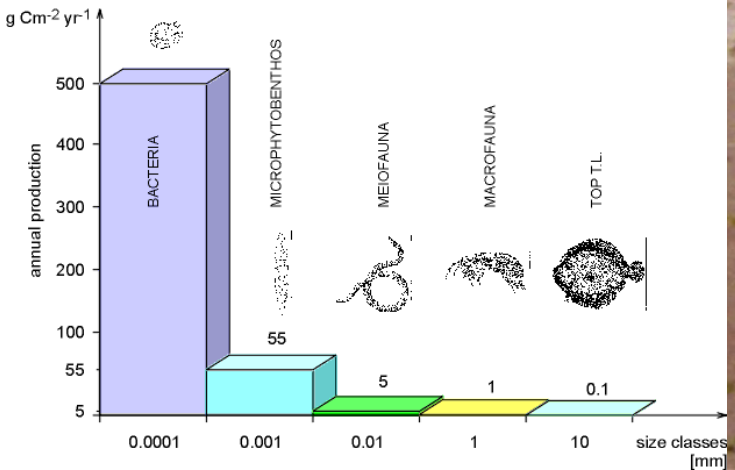 g Cm-2 yr-1
annual production
500
400
300
200
100
55
5
BACTERIA
MICROPHYTOBENTHOS
MEIOFAUNA
MACROFAUNA
TOP T.L.
55
5
1
0.1
0.0001
0.001
0.01
1
10
size classes
[mm]